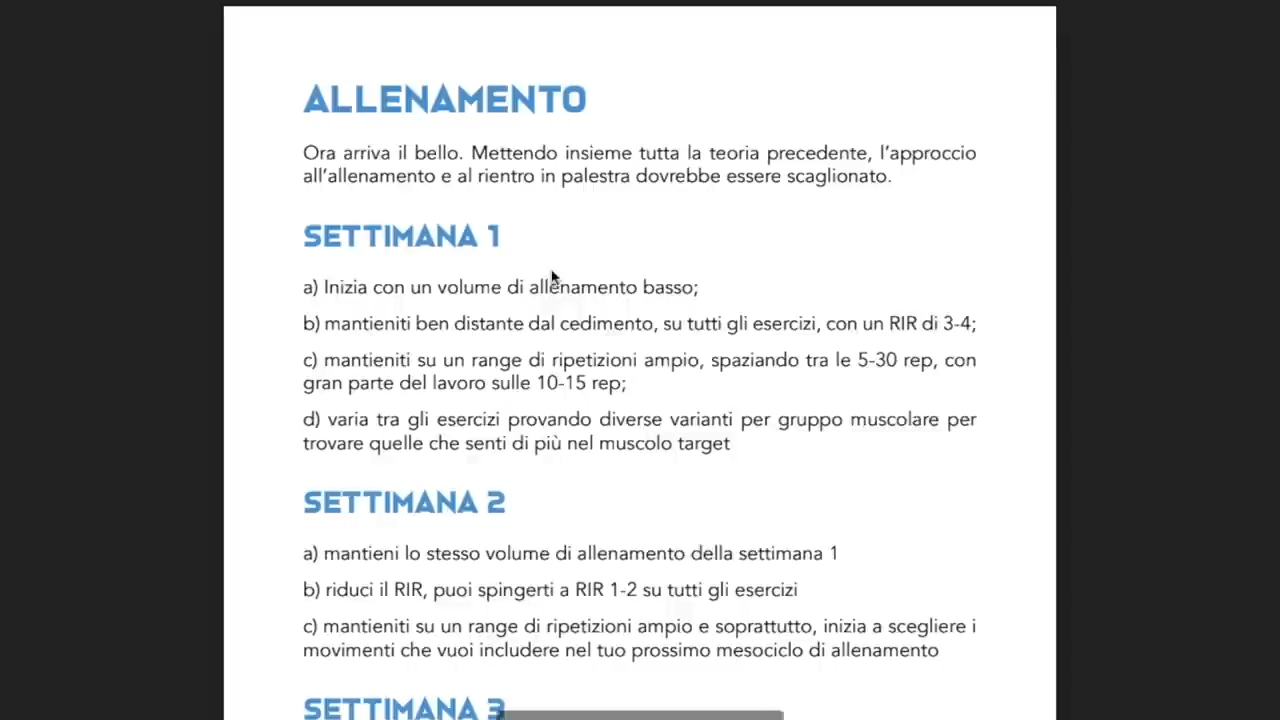 ALLENAMENTO
Ora arriva il bello. Mettendo insieme tutta la teoria precedente, l'approccio
all'allenamento e al rientro in palestra dovrebbe essere scaglionato.
SETTIMANA 1
a) Inizia con un volume di allenamento basso;
b) mantieniti ben distante dal cedimento, su tutti gli esercizi, con un RIR di 3-4;
c) mantieniti su un range di ripetizioni ampio, spaziando tra le 5-30 rep, con
gran parte del lavoro sulle 10-15 rep;
d) varia tra gli esercizi provando diverse varianti per gruppo muscolare per
trovare quelle che senti di più nel muscolo target
SETTIMANA 2
a) mantieni lo stesso volume di allenamento della settimana 1
b) riduci il RIR, puoi spingerti a RIR 1-2 su tutti gli esercizi
c) mantieniti su un range di ripetizioni ampio e soprattutto, inizia a scegliere i
movimenti che vuoi includere nel tuo prossimo mesociclo di allenamento
SETTIMANA 3